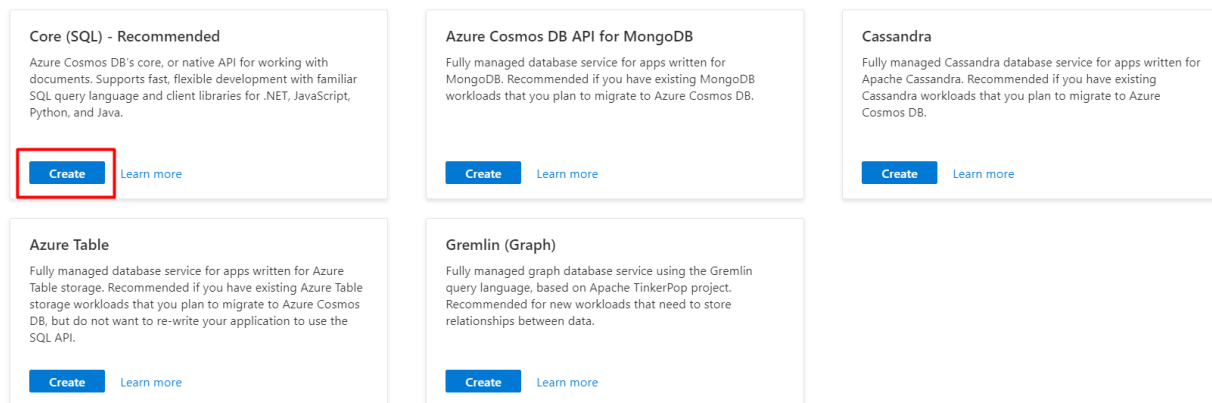 Core (SQL) - Recommended
Azure Cosmos DB's core, or native API for working with
documents. Supports fast, flexible development with familiar
SQL query language and client libraries for .NET, JavaScript,
Python, and Java.
Create
Learn more
Azure Cosmos DB API for MongoDB
Fully managed database service for apps written for
MongoDB. Recommended if you have existing MongoDB
workloads that you plan to migrate to Azure Cosmos DB.
Create
Learn more
Cassandra
Fully managed Cassandra database service for apps written for
Apache Cassandra. Recommended if you have existing
Cassandra workloads that you plan to migrate to Azure
Cosmos DB.
Create
Learn more
Azure Table
Fully managed database service for apps written for Azure
Table storage. Recommended if you have existing Azure Table
storage workloads that you plan to migrate to Azure Cosmos
DB, but do not want to re-write your application to use the
SQL API.
Create
Learn more
Gremlin (Graph)
Fully managed graph database service using the Gremlin
query language, based on Apache TinkerPop project.
Recommended for new workloads that need to store
relationships between data.
Create
Learn more